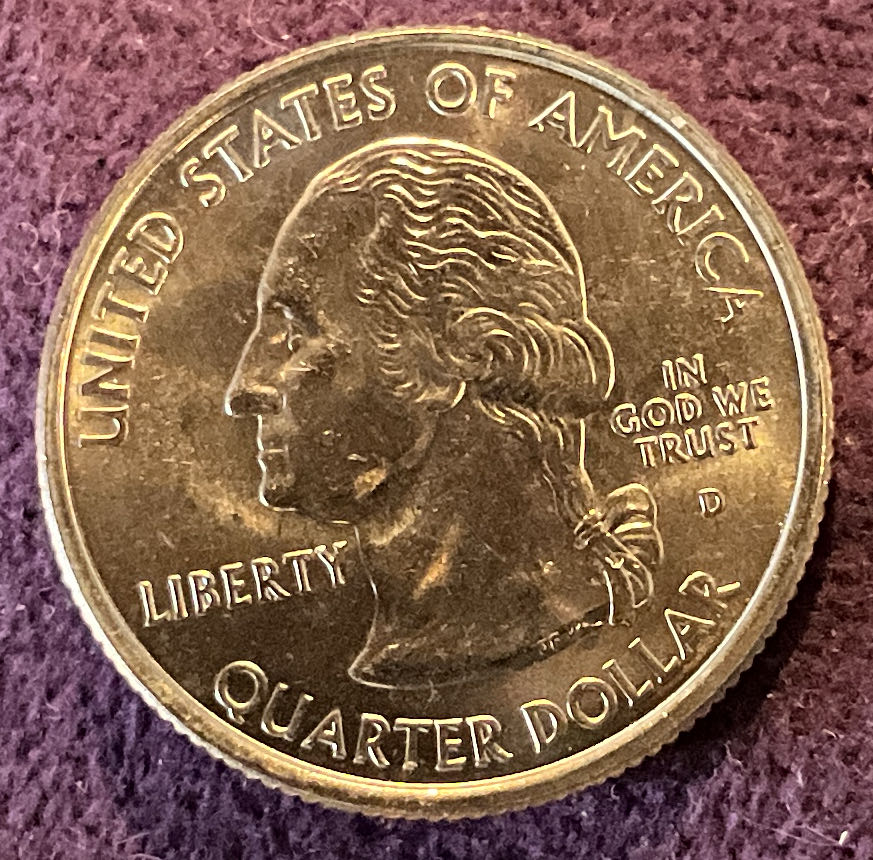 UNITED STATES OF AMERICA
IN
GOD WE
TRUST
D
LIBERTY
QUARTER DOLLAR